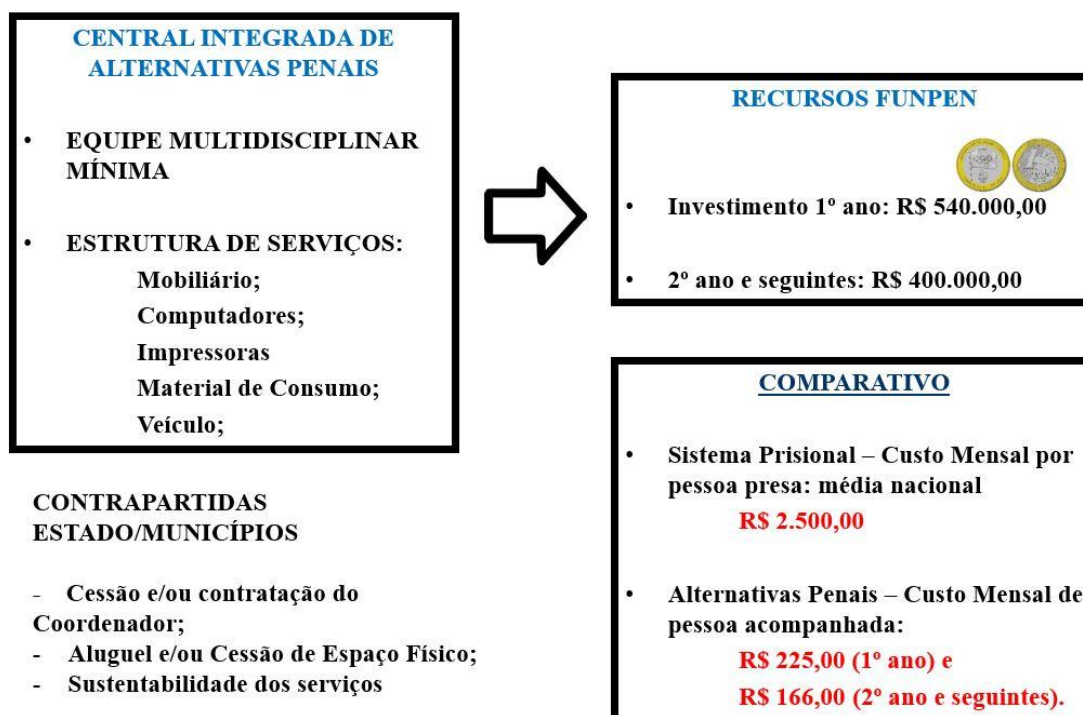 CENTRAL INTEGRADA DE
ALTERNATIVAS PENAIS
• EQUIPE MULTIDISCIPLINAR
MÍNIMA
• ESTRUTURA DE SERVIÇOS:
Mobiliário;
Computadores;
Impressoras
Material de Consumo;
Veículo;
CONTRAPARTIDAS
ESTADO/MUNICÍPIOS
- Cessão e/ou contratação do
Coordenador;
- Aluguel e/ou Cessão de Espaço Físico;
- Sustentabilidade dos serviços
RECURSOS FUNPEN
• Investimento 1º ano: R$ 540.000,00
• 2º ano e seguintes: R$ 400.000,00
COMPARATIVO
• Sistema Prisional – Custo Mensal por
pessoa presa: média nacional
R$ 2.500,00
• Alternativas Penais – Custo Mensal de
pessoa acompanhada:
R$ 225,00 (1º ano) e
R$ 166,00 (2º ano e seguintes).